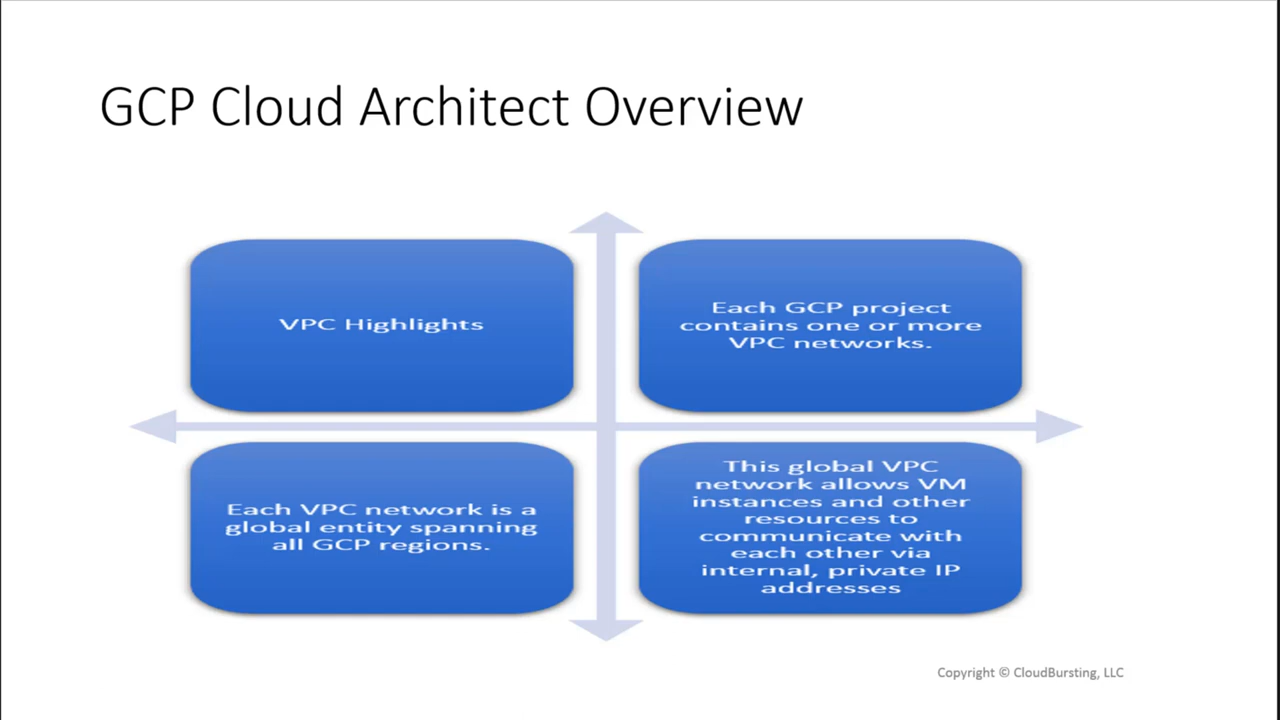 GCP Cloud Architect Overview
VPC Highlights
Each GCP project
contains one or more
VPC networks.
Each VPC network is a
global entity spanning
all GCP regions.
This global VPC
network allows VM
instances and other
resources to
communicate with
each other via
internal, private IP
addresses
Copyright © CloudBursting, LLC